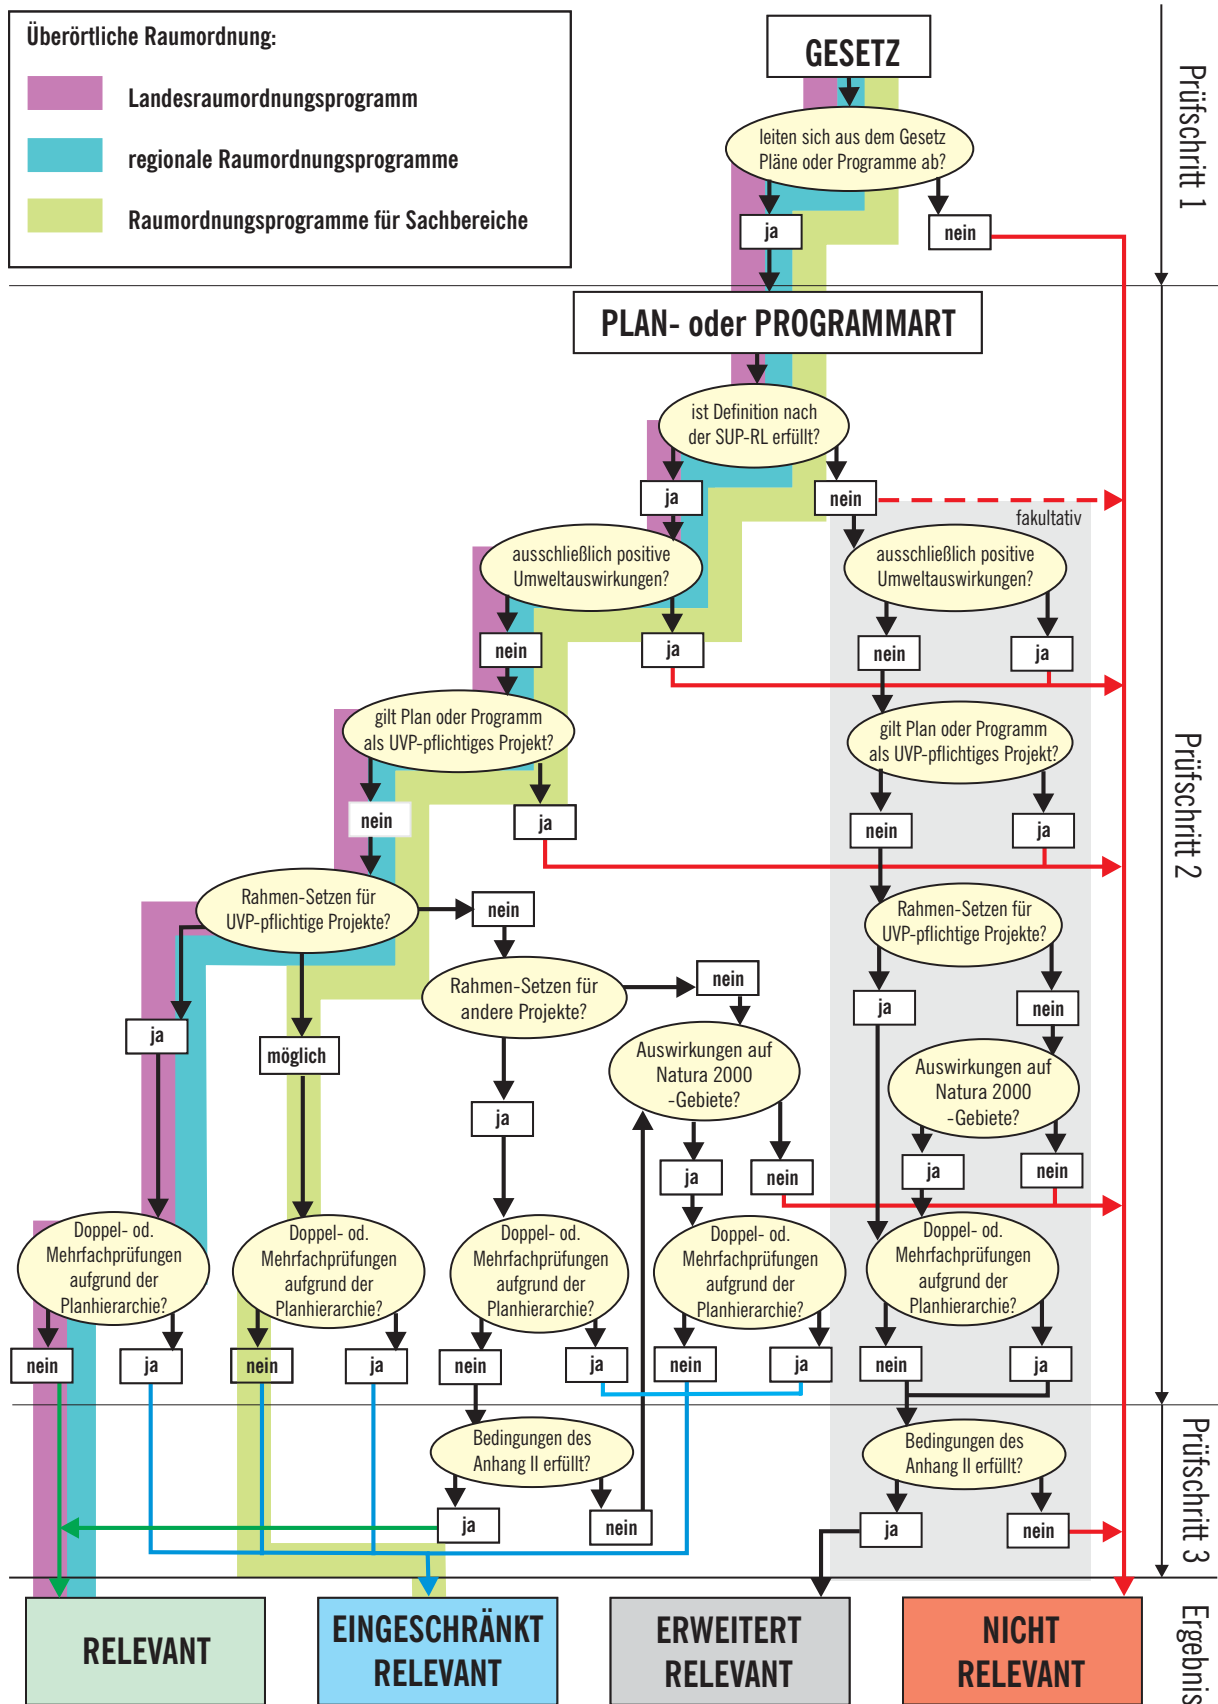 Überörtliche Raumordnung:
Landesraumordnungsprogramm
regionale Raumordnungsprogramme
Raumordnungsprogramme für Sachbereiche
GESETZ
Prüfschritt 1
leiten sich aus dem Gesetz
Pläne oder Programme ab?
ja
nein
PLAN- oder PROGRAMMART
Prüfschritt 2
ist Definition nach
der SUP-RL erfüllt?
ja
nein
fakultativ
ausschließlich positive
Umweltauswirkungen?
nein
ja
ausschließlich positive
Umweltauswirkungen?
nein
ja
gilt Plan oder Programm
als UVP-pflichtiges Projekt?
nein
ja
gilt Plan oder Programm
als UVP-pflichtiges Projekt?
nein
ja
Rahmen-Setzen für
UVP-pflichtige Projekte?
nein
ja
möglich
Rahmen-Setzen für
andere Projekte?
nein
ja
Auswirkungen auf
Natura 2000
-Gebiete?
ja
nein
Rahmen-Setzen für
UVP-pflichtige Projekte?
ja
nein
Auswirkungen auf
Natura 2000
-Gebiete?
ja
nein
Doppel- od.
Mehrfachprüfungen
aufgrund der
Planhierarchie?
nein
ja
Doppel- od.
Mehrfachprüfungen
aufgrund der
Planhierarchie?
nein
ja
Doppel- od.
Mehrfachprüfungen
aufgrund der
Planhierarchie?
nein
ja
Doppel- od.
Mehrfachprüfungen
aufgrund der
Planhierarchie?
nein
ja
Doppel- od.
Mehrfachprüfungen
aufgrund der
Planhierarchie?
nein
ja
Prüfschritt 3
Bedingungen des
Anhang II erfüllt?
ja
nein
Bedingungen des
Anhang II erfüllt?
ja
nein
Ergebnis
RELEVANT
EINGESCHRÄNKT
RELEVANT
ERWEITERT
RELEVANT
NICHT
RELEVANT